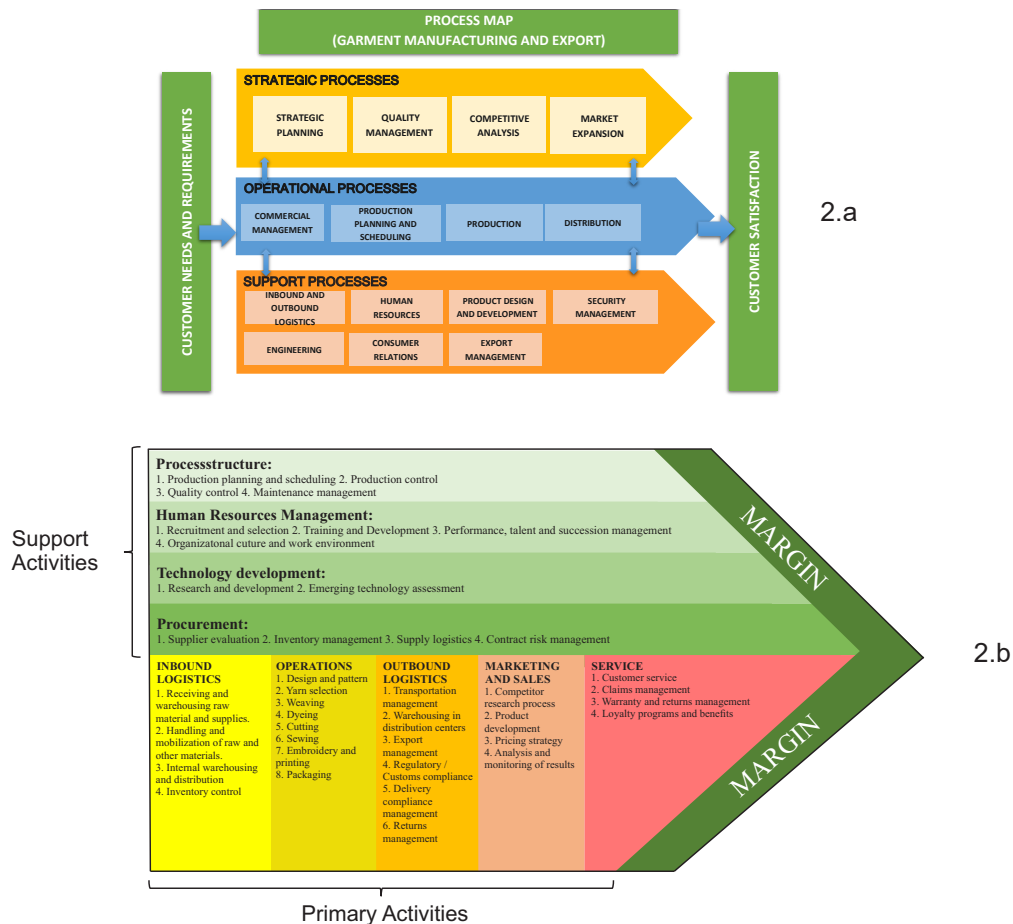 PROCESS MAP
(GARMENT MANUFACTURING AND EXPORT)
CUSTOMER NEEDS AND REQUIREMENTS
STRATEGIC PROCESSES
STRATEGIC
PLANNING
QUALITY
MANAGEMENT
COMPETITIVE
ANALYSIS
MARKET
EXPANSION
OPERATIONAL PROCESSES
COMMERCIAL
MANAGEMENT
PRODUCTION
PLANNING AND
SCHEDULING
PRODUCTION
DISTRIBUTION
SUPPORT PROCESSES
INBOUND AND
OUTBOUND
LOGISTICS
HUMAN
RESOURCES
PRODUCT DESIGN
AND DEVELOPMENT
SECURITY
MANAGEMENT
ENGINEERING
CONSUMER
RELATIONS
EXPORT
MANAGEMENT
CUSTOMER SATISFACTION
2.a
Support
Activities
Processstructure:
1. Production planning and scheduling 2. Production control
3. Quality control 4. Maintenance management
Human Resources Management:
1. Recruitment and selection 2. Training and Development 3. Performance, talent and succession management
4. Organizatonal cuture and work environment
Technology development:
1. Research and development 2. Emerging technology assessment
Procurement:
1. Supplier evaluation 2. Inventory management 3. Supply logistics 4. Contract risk management
INBOUND
LOGISTICS
1. Receiving and
warehousing raw
material and supplies.
2. Handling and
mobilization of raw and
other materials.
3. Internal warehousing
and distribution
4. Inventory control
OPERATIONS
1. Design and pattern
2. Yarn selection
3. Weaving
4. Dyeing
5. Cutting
6. Sewing
7. Embroidery and
printing
8. Packaging
OUTBOUND
LOGISTICS
1. Transportation
management
2. Warehousing in
distribution centers
3. Export
management
4. Regulatory /
Customs compliance
5. Delivery
compliance
management
6. Returns
management
MARKETING
AND SALES
1. Competitor
research process
2. Product
development
3. Pricing strategy
4. Analysis and
monitoring of results
SERVICE
1. Customer service
2. Claims management
3. Warranty and returns management
4. Loyalty programs and benefits
MARGIN
MARGIN
2.b
Primary Activities